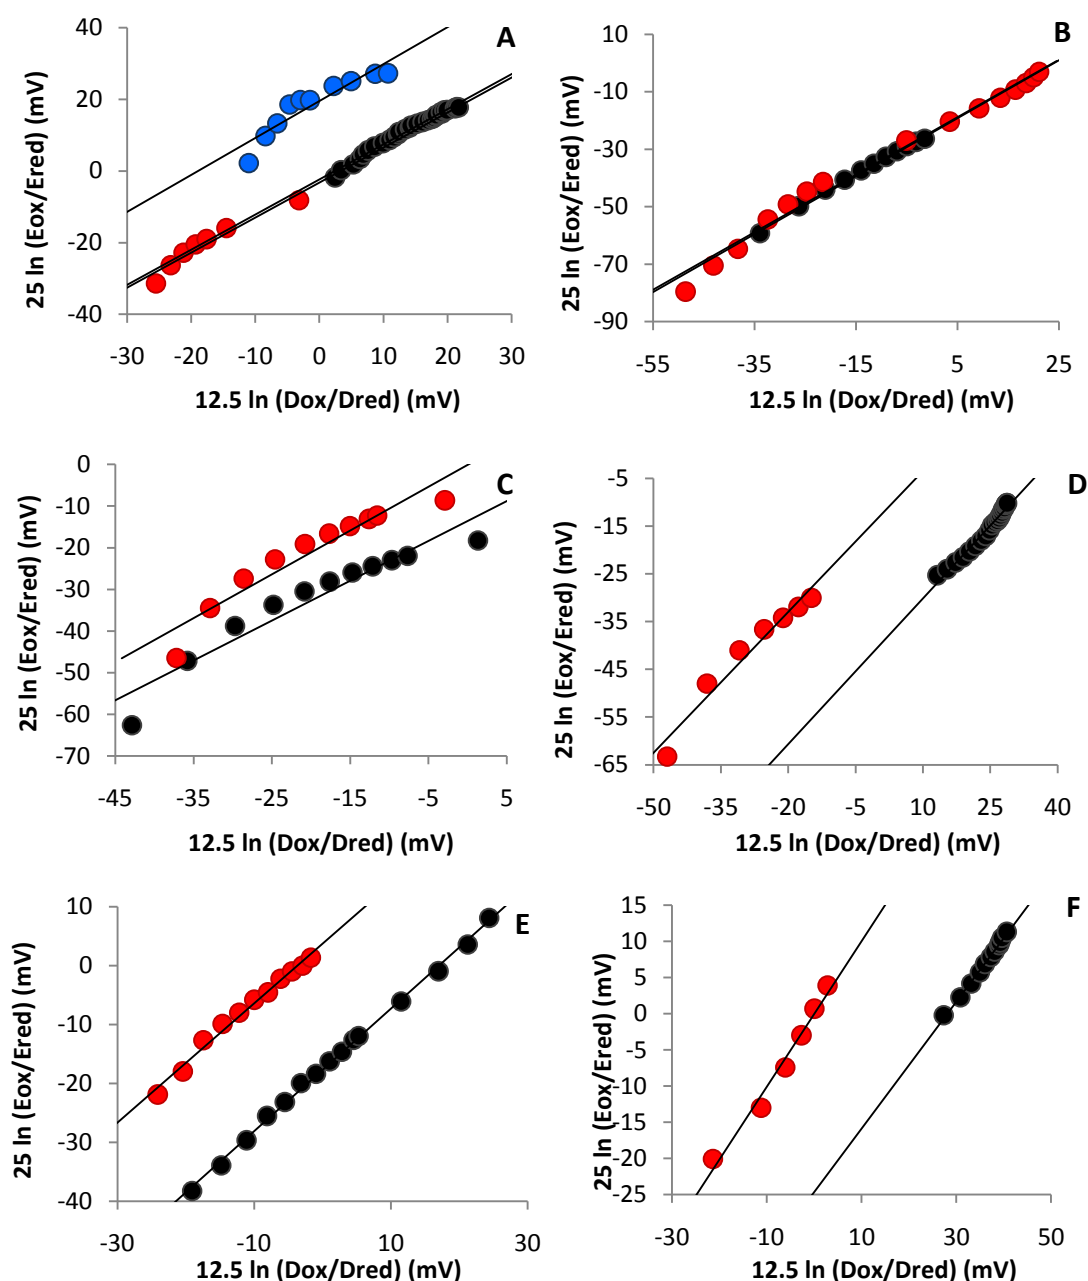 A
25 ln (Eox/Ered) (mV)
40
20
0
-20
-40
-30 -20 -10 0 10 20 30
12.5 ln (Dox/Dred) (mV)
B
25 ln (Eox/Ered) (mV)
10
-10
-30
-50
-70
-90
-55 -35 -15 5 25
12.5 ln (Dox/Dred) (mV)
C
25 ln (Eox/Ered) (mV)
0
-10
-20
-30
-40
-50
-60
-70
-45 -35 -25 -15 -5 5
12.5 ln (Dox/Dred) (mV)
D
25 ln (Eox/Ered) (mV)
-5
-15
-25
-35
-45
-55
-65
-50 -35 -20 -5 10 25 40
12.5 ln (Dox/Dred) (mV)
E
25 ln (Eox/Ered) (mV)
10
0
-10
-20
-30
-40
-30 -10 10 30
12.5 ln (Dox/Dred) (mV)
F
25 ln (Eox/Ered) (mV)
15
10
5
0
-5
-10
-15
-20
-25
-30 -10 10 30 50
12.5 ln (Dox/Dred) (mV)